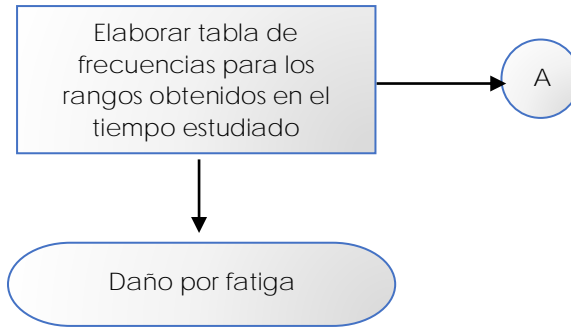 Elaborar tabla de
frecuencias para los
rangos obtenidos en el
tiempo estudiado
A
Daño por fatiga